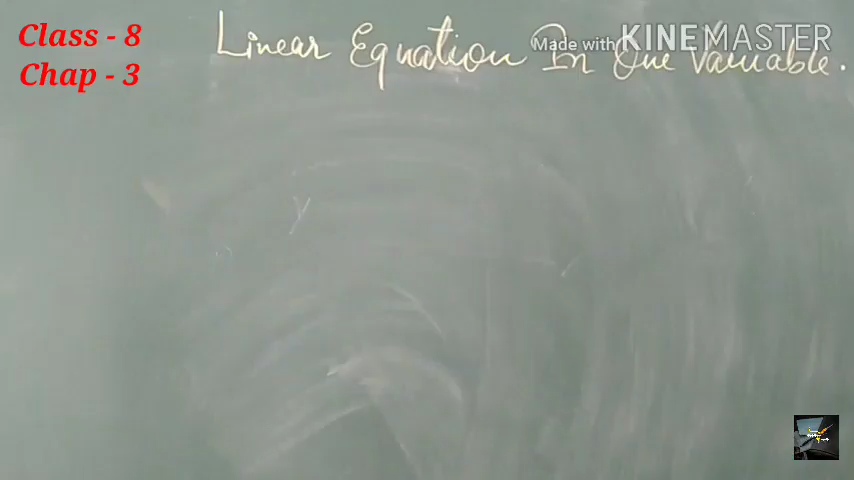 Class - 8
Chap - 3
Linear Equation In One Variable.
Made with KINEMASTER